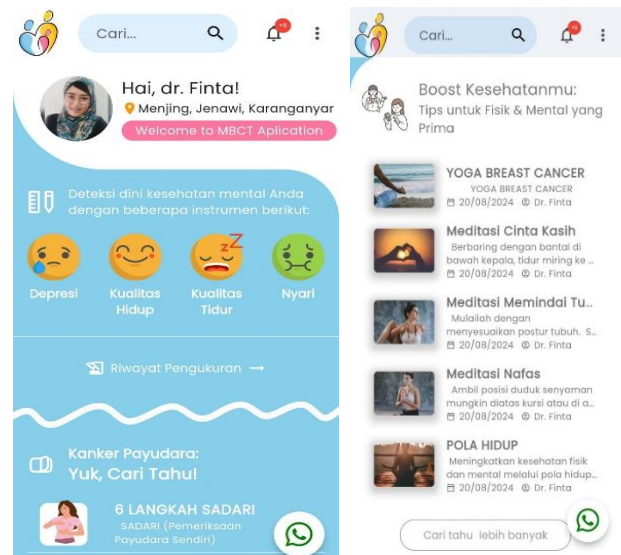 Cari...
+3
Hai, dr. Finta!
Menjing, Jenawi, Karanganyar
Welcome to MBCT Aplication
Deteksi dini kesehatan mental Anda
dengan beberapa instrumen berikut:
Depresi
Kualitas
Hidup
Kualitas
Tidur
Nyari
Riwayat Pengukuran →
Kanker Payudara:
Yuk, Cari Tahu!
6 LANGKAH SADARI
SADARI (Pemeriksaan
Payudara Sendiri)
Cari...
Boost Kesehatanmu:
Tips untuk Fisik & Mental yang
Prima
YOGA BREAST CANCER
YOGA BREAST CANCER
20/08/2024 Dr. Finta
Meditasi Cinta Kasih
Berbaring dengan bantal di
bawah kepala, tidur miring ke ...
20/08/2024 Dr. Finta
Meditasi Memindai Tu...
Mulailah dengan
menyesuaikan postur tubuh. S...
20/08/2024 Dr. Finta
Meditasi Nafas
Ambil posisi duduk senyaman
mungkin diatas kursi atau di a...
20/08/2024 Dr. Finta
POLA HIDUP
Meningkatkan kesehatan fisik
dan mental melalui pola hidup...
20/08/2024 Dr. Finta
Cari tahu lebih banyak